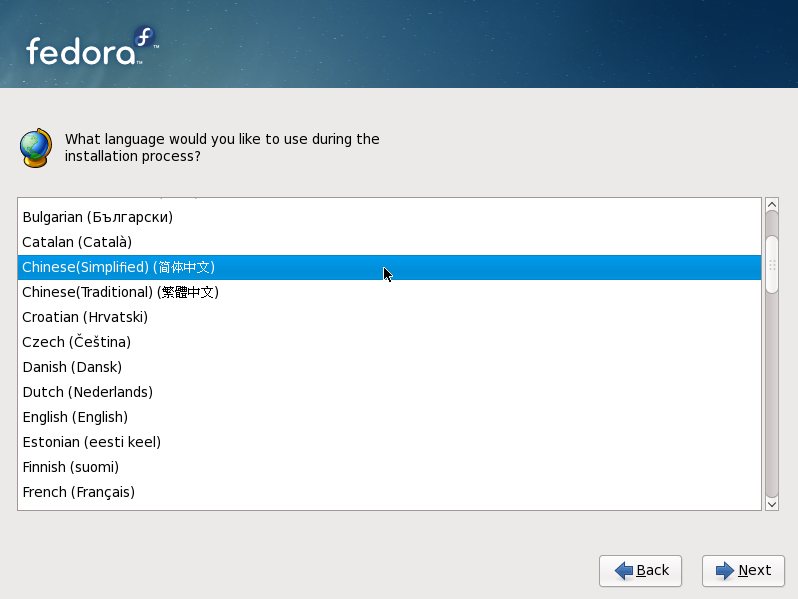 fedora™
What language would you like to use during the
installation process?
Bulgarian (Български)
Catalan (Català)
Chinese(Simplified) (简体中文)
Chinese(Traditional) (繁體中文)
Croatian (Hrvatski)
Czech (Čeština)
Danish (Dansk)
Dutch (Nederlands)
English (English)
Estonian (eesti keel)
Finnish (suomi)
French (Français)
Back
Next